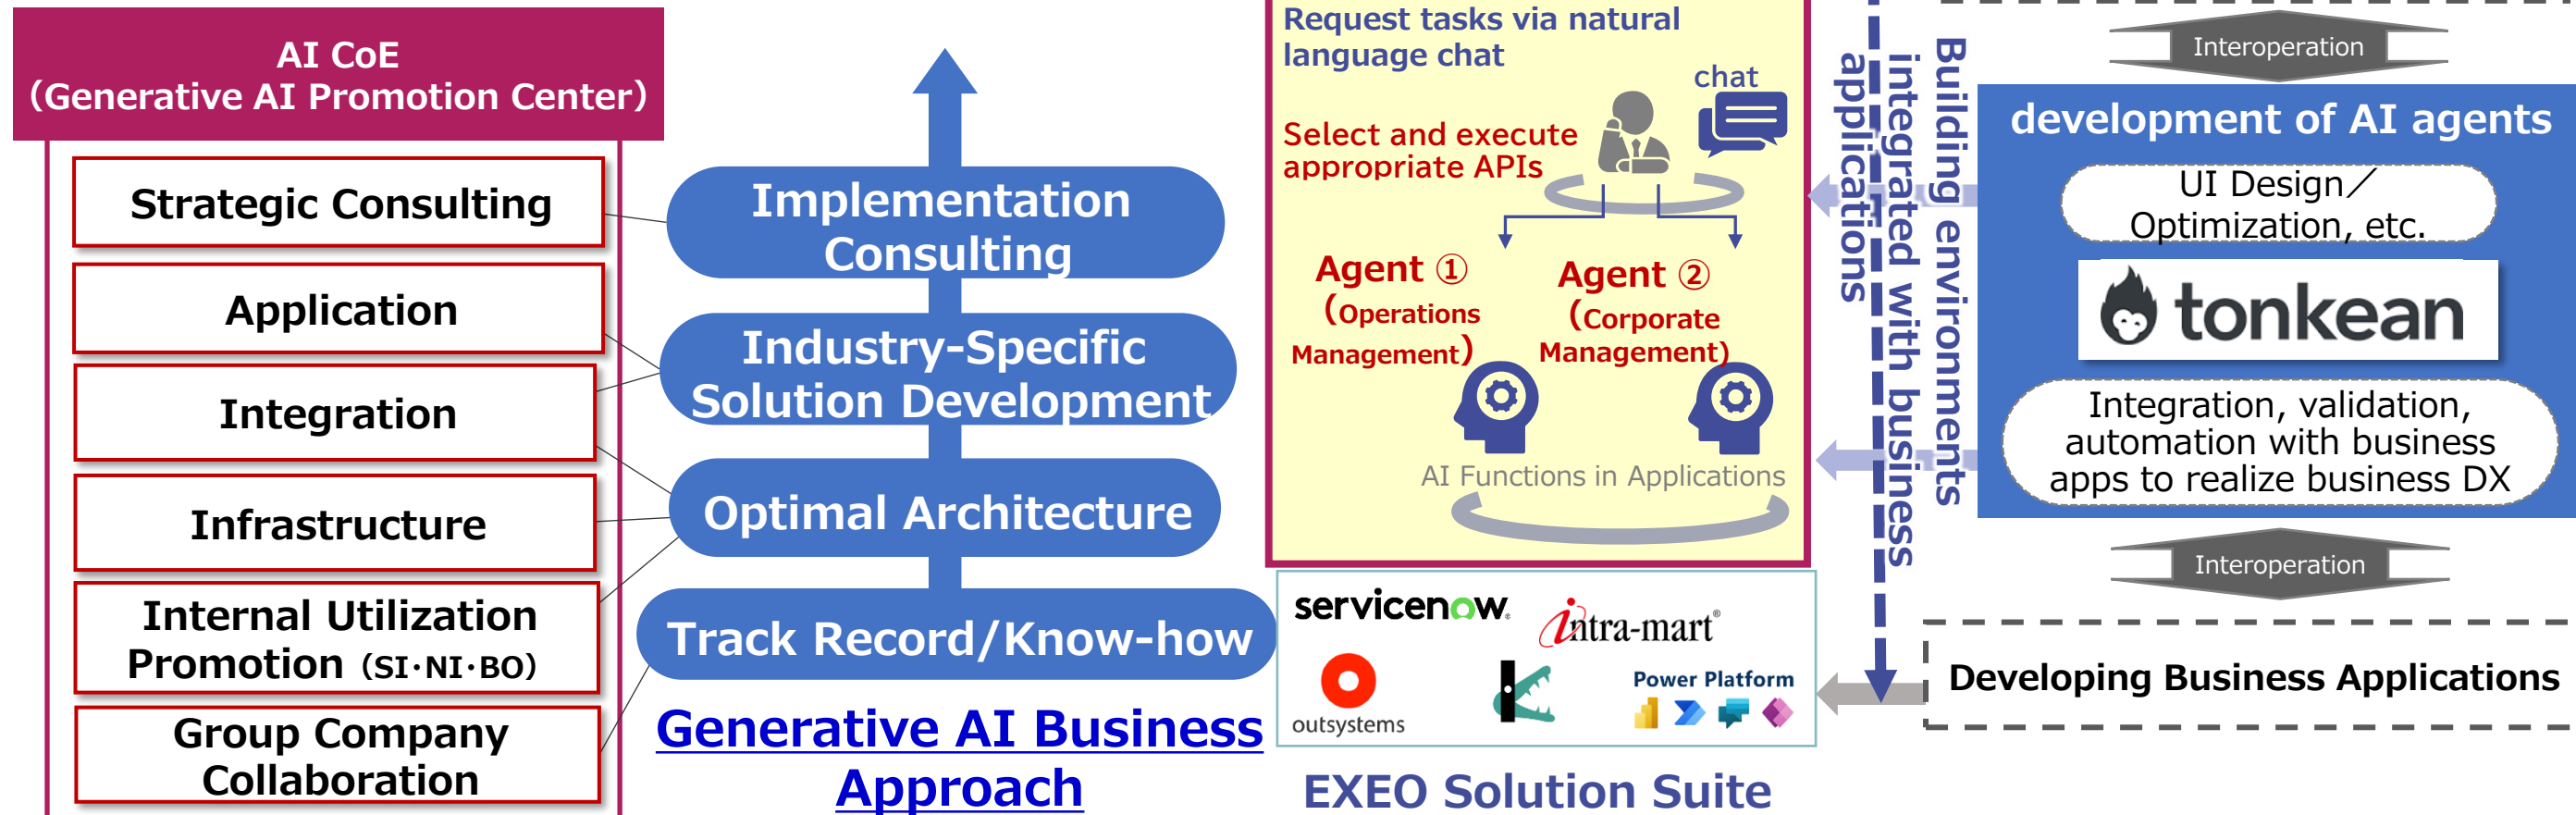 AI CoE
（Generative AI Promotion Center）
Strategic Consulting
Application
Integration
Infrastructure
Internal Utilization
Promotion （SI・NI・BO）
Group Company
Collaboration
Implementation
Consulting
Industry-Specific
Solution Development
Optimal Architecture
Track Record/Know-how
Generative AI Business
Approach
Request tasks via natural
language chat
chat
Select and execute
appropriate APIs
Agent ①
（Operations
Management）
Agent ②
（Corporate
Management）
AI Functions in Applications
servicenow
intra-mart®
outsystems
Power Platform
EXEO Solution Suite
Building environments
integrated with business
applications
Interoperation
development of AI agents
UI Design／
Optimization, etc.
tonkean
Integration, validation,
automation with business
apps to realize business DX
Interoperation
Developing Business Applications